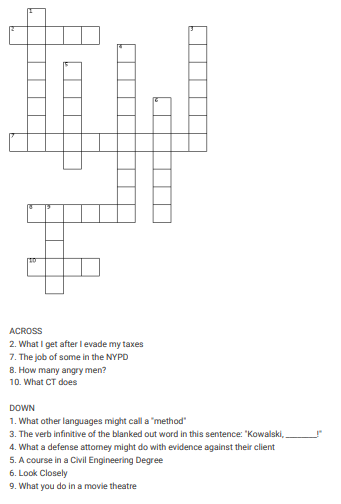 1
2
3
4
5
6
7
8
9
10
ACROSS
2. What I get after I evade my taxes
7. The job of some in the NYPD
8. How many angry men?
10. What CT does
DOWN
1. What other languages might call a "method"
3. The verb infinitive of the blanked out word in this sentence: "Kowalski, _______!"
4. What a defense attorney might do with evidence against their client
5. A course in a Civil Engineering Degree
6. Look Closely
9. What you do in a movie theatre